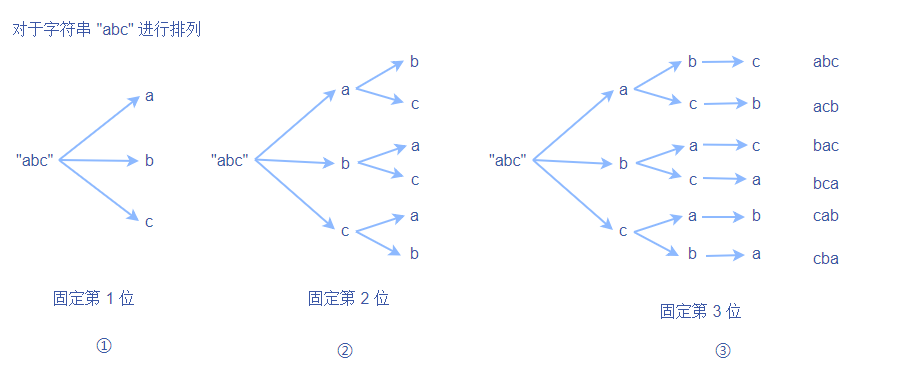 对于字符串 "abc" 进行排列
"abc"
a
b
c
固定第 1 位
①
"abc"
a
b
c
b
c
a
c
a
b
固定第 2 位
②
"abc"
a b c abc
c b acb
b a c bac
c a bca
c a b cab
b a cba
固定第 3 位
③